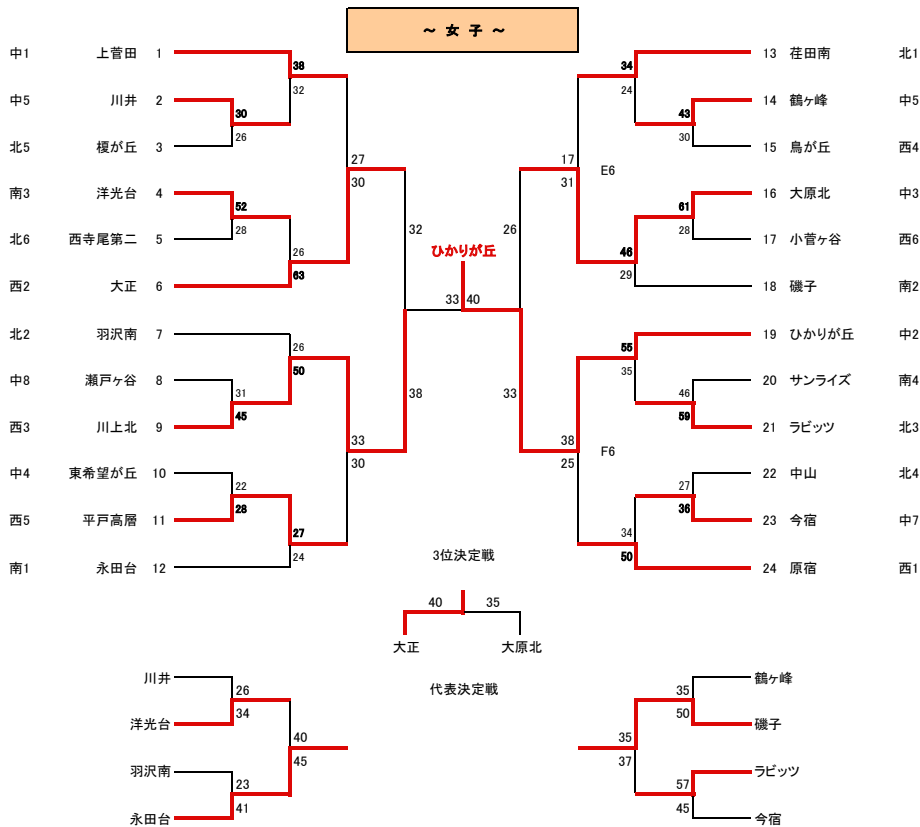 ～ 女 子 ～
中1 上菅田 1 38 34 13 荏田南 北1
32 24
中5 川井 2 30 43 14 鶴ヶ峰 中5
北5 榎が丘 3 26 30 15 鳥が丘 西4
27 17 E6
30 31
南3 洋光台 4 52 61 16 大原北 中3
北6 西寺尾第二 5 28 28 17 小菅ヶ谷 西6
32 26
26 46
ひかりが丘
西2 大正 6 63 29 18 磯子 南2
33 40
北2 羽沢南 7 26 55 19 ひかりが丘 中2
50 35
中8 瀬戸ヶ谷 8 31 46 20 サンライズ 南4
38 33
西3 川上北 9 45 59 21 ラビッツ 北3
33 38 F6
30 25
中4 東希望が丘 10 22 27 22 中山 北4
西5 平戸高層 11 28 36 23 今宿 中7
27 34
南1 永田台 12 24 50 24 原宿 西1
3位決定戦
40 35
大正 大原北
代表決定戦
川井 26 35 鶴ヶ峰
洋光台 34 50 磯子
40 35
45 37
羽沢南 23 57 ラビッツ
永田台 41 45 今宿